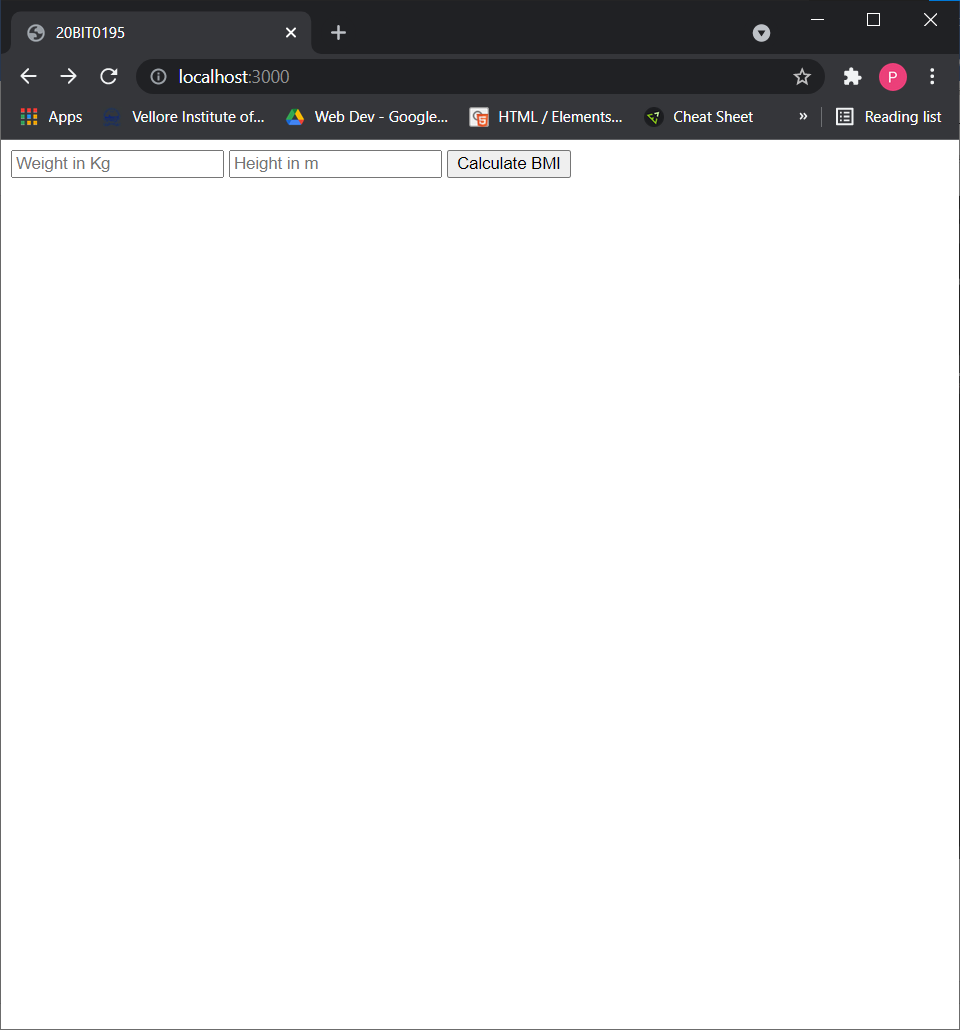 20BIT0195
localhost:3000
P
Apps Vellore Institute of... Web Dev - Google... HTML / Elements... Cheat Sheet » Reading list
Weight in Kg Height in m Calculate BMI